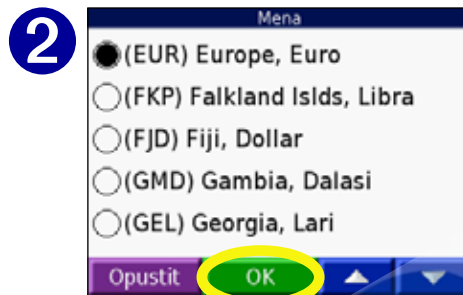 2
Mena
(EUR) Europe, Euro
(FKP) Falkland Islds, Libra
(FJD) Fiji, Dollar
(GMD) Gambia, Dalasi
(GEL) Georgia, Lari
Opustit OK